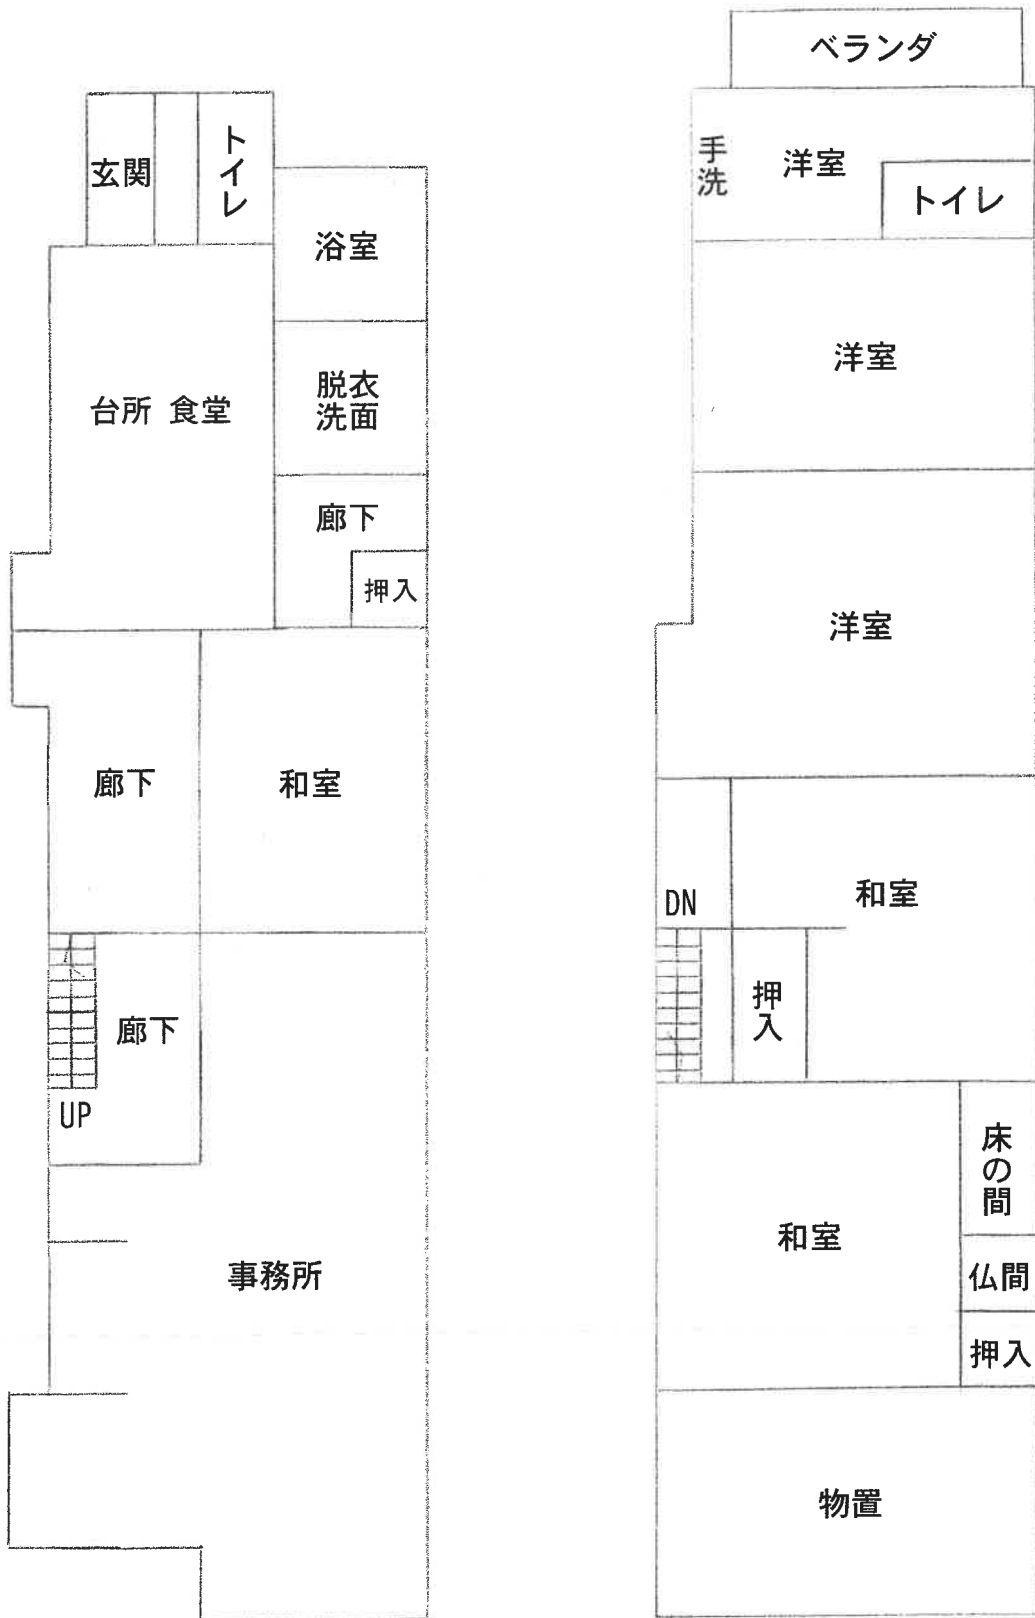 玄関
トイレ
浴室
台所 食堂
脱衣
洗面
廊下
押入
廊下
和室
廊下
UP
事務所
ベランダ
手洗
洋室
トイレ
洋室
洋室
DN
和室
押入
和室
床の間
仏間
押入
物置